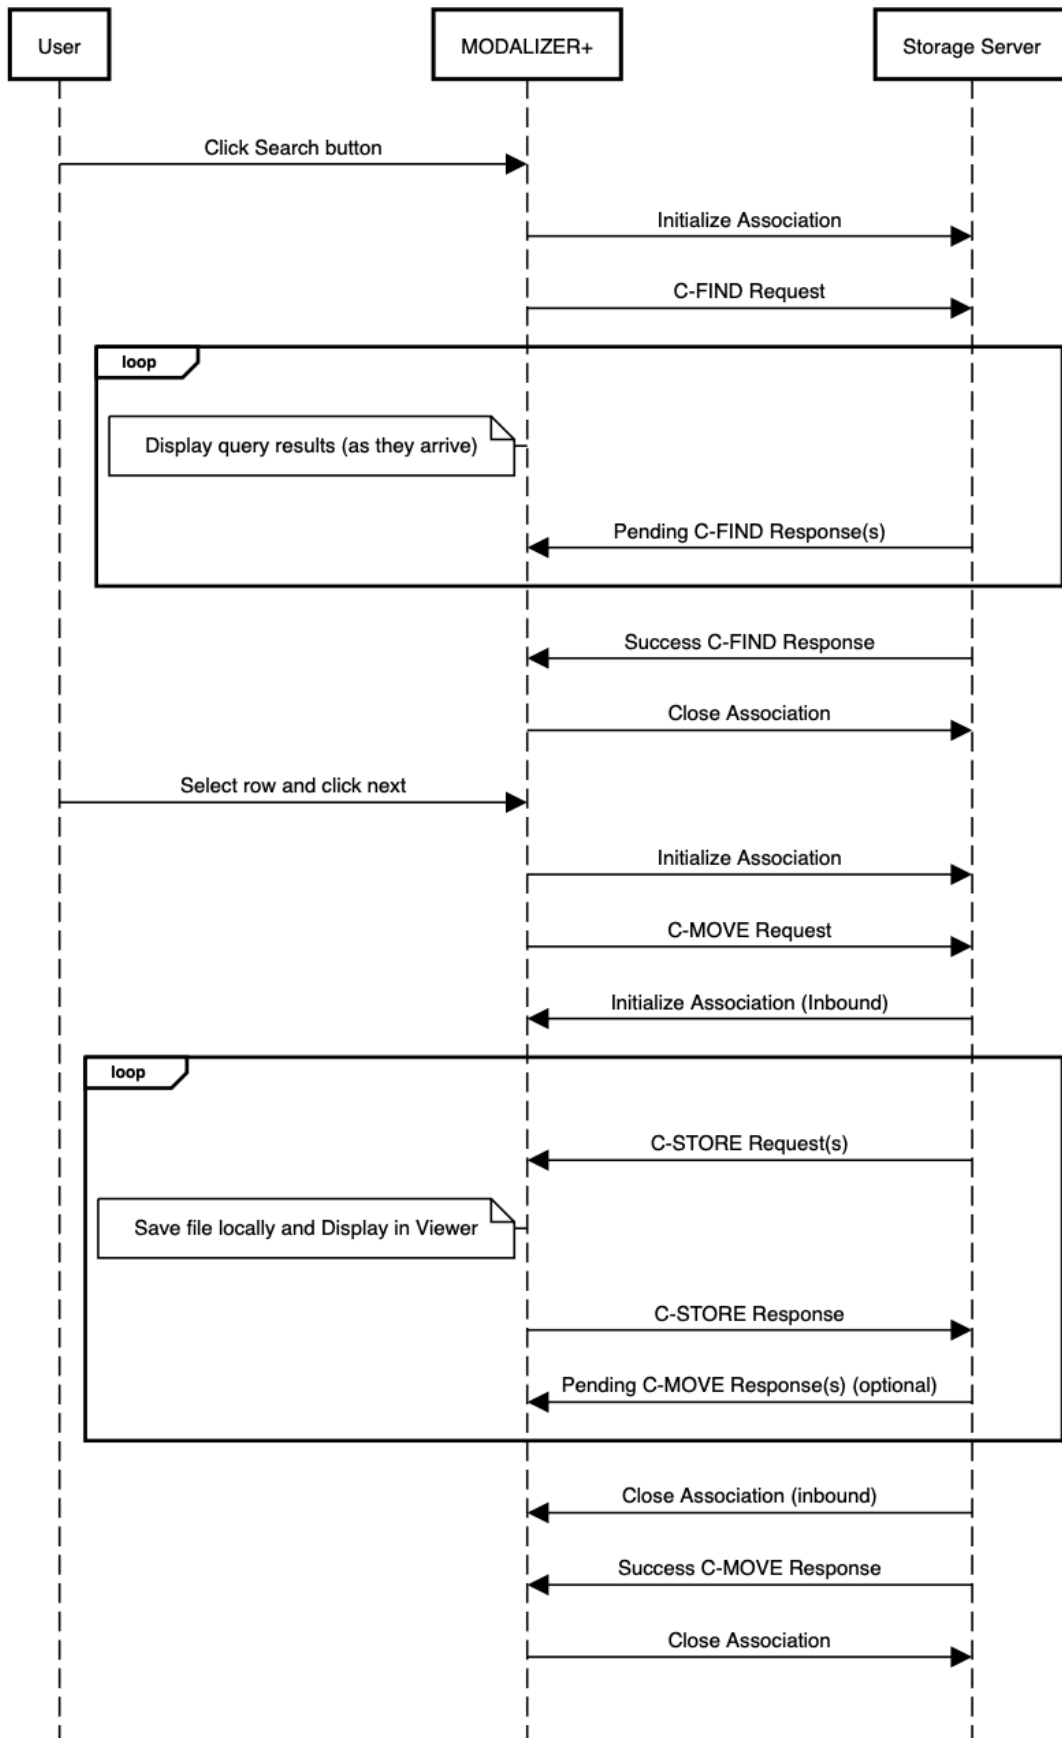 User
MODALIZER+
Storage Server
Click Search button
Initialize Association
C-FIND Request
loop
Display query results (as they arrive)
Pending C-FIND Response(s)
Success C-FIND Response
Close Association
Select row and click next
Initialize Association
C-MOVE Request
Initialize Association (Inbound)
loop
C-STORE Request(s)
Save file locally and Display in Viewer
C-STORE Response
Pending C-MOVE Response(s) (optional)
Close Association (inbound)
Success C-MOVE Response
Close Association